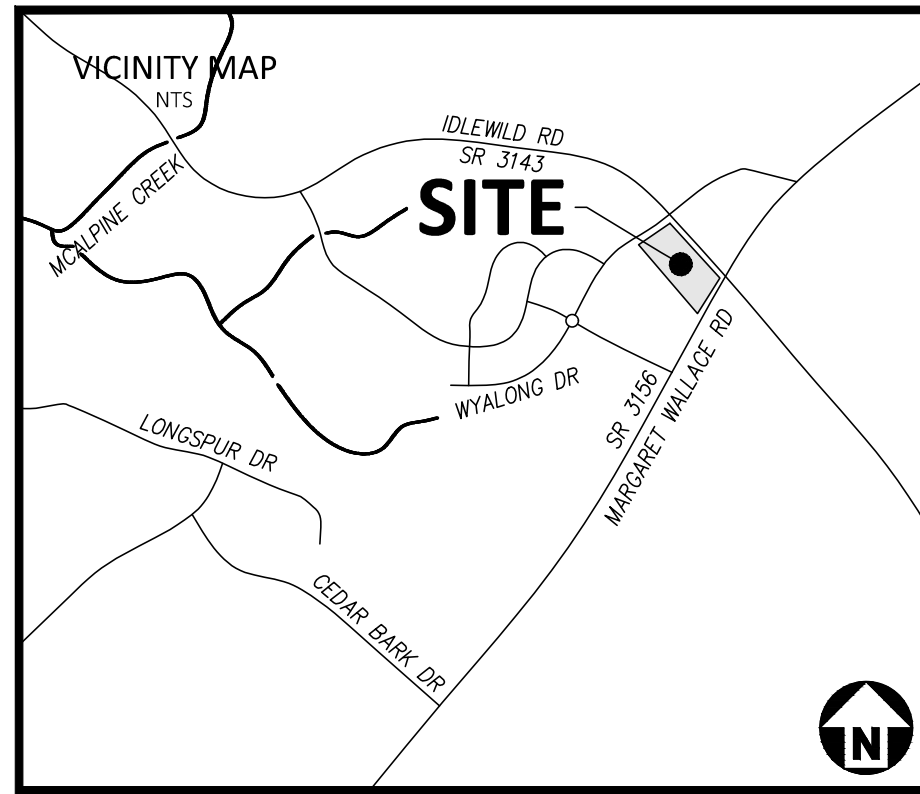 VICINITY MAP
NTS
IDLEWILD RD
SR 3143
MCALPINE CREEK
SITE
WYALONG DR
SR 3156
MARGARET WALLACE RD
LONGSPUR DR
CEDAR BARK DR
N